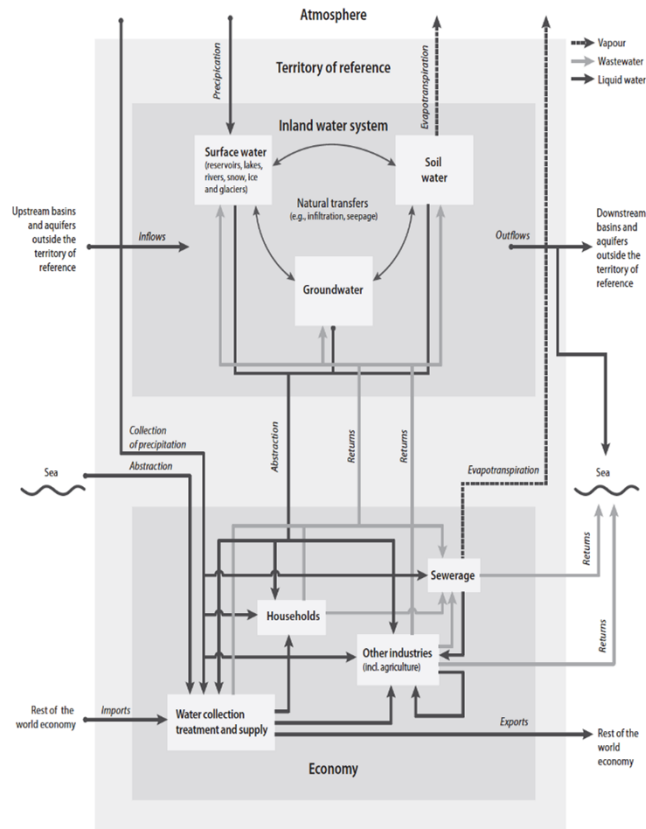 Atmosphere
Vapour
Wastewater
Liquid water
Precipication
Evapotranspiration
Territory of reference
Inland water system
Surface water
(reservoirs, lakes,
rivers, snow, ice
and glaciers)
Soil
water
Natural transfers
(e.g., infiltration, seepage)
Upstream basins
and aquifers
outside the
territory of
reference
Inflows
Outflows
Downstream
basins and
aquifers
outside the
territory of
reference
Groundwater
Collection
of precipitation
Abstraction
Returns
Returns
Sea
Abstraction
Evapotranspiration
Sea
Returns
Sewerage
Households
Returns
Other industries
(incl. agriculture)
Rest of the
world economy
Imports
Water collection
treatment and supply
Exports
Rest of the
world
economy
Economy